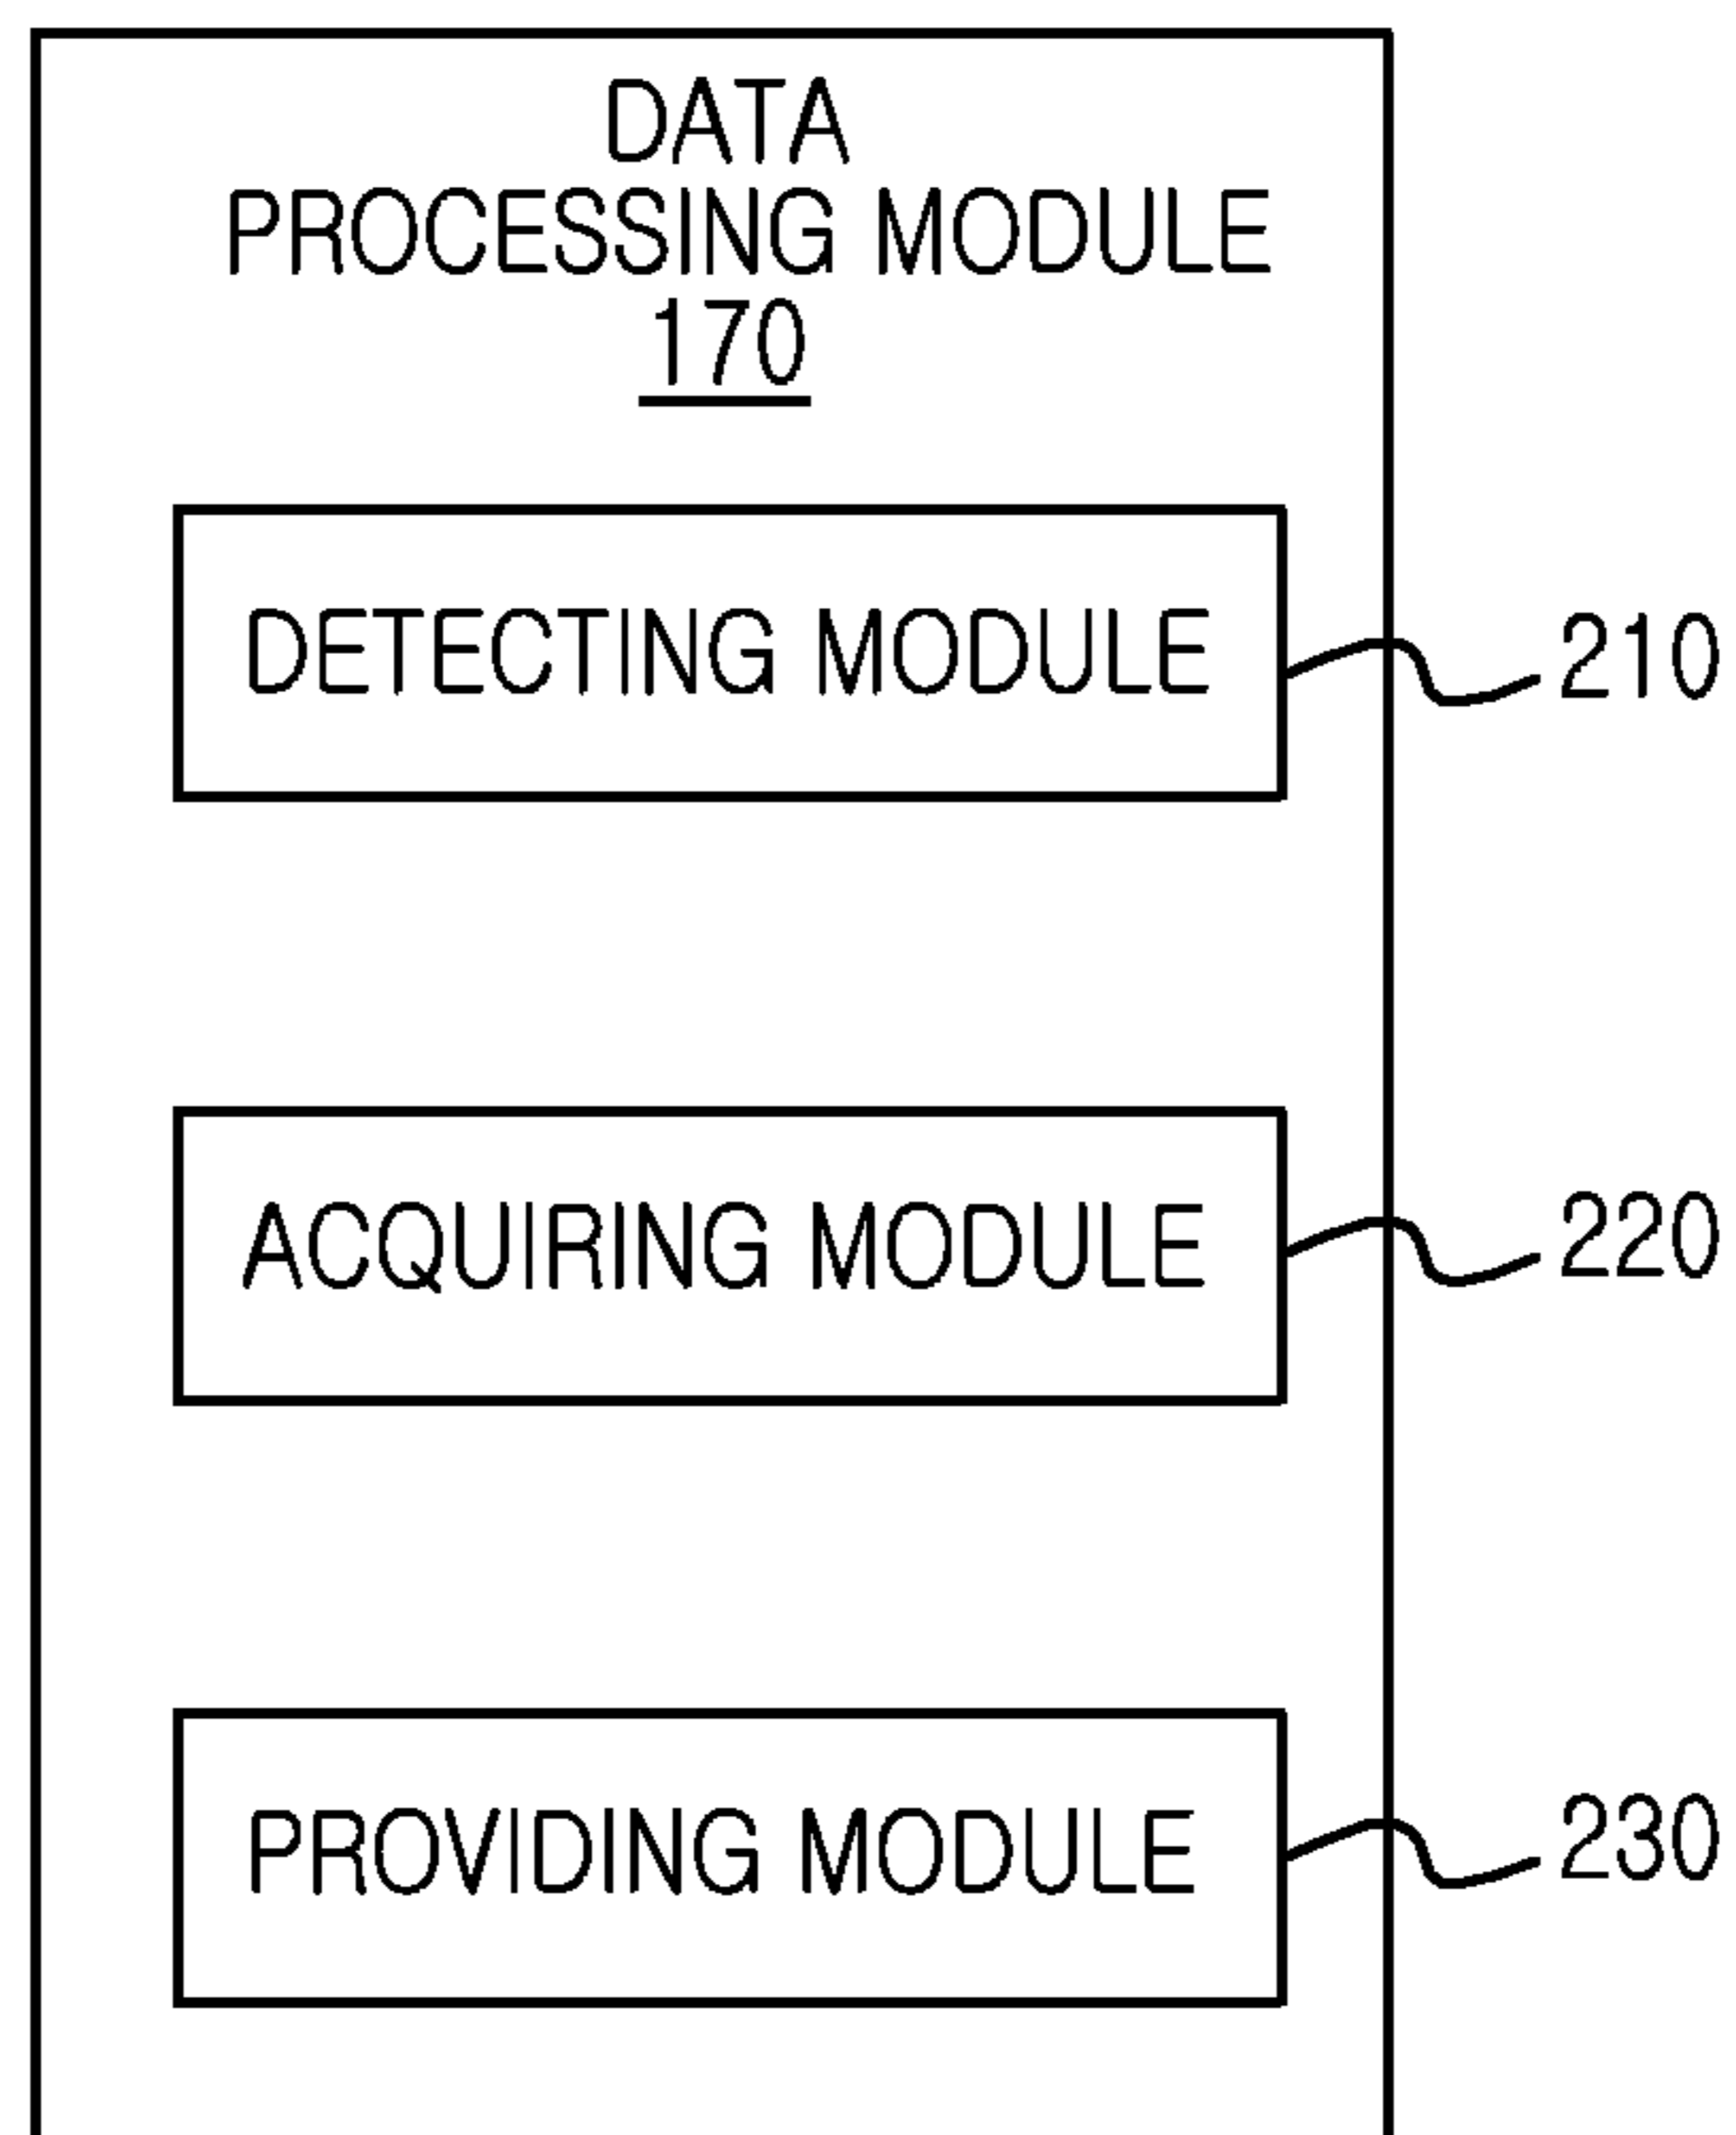 DATA
PROCESSING MODULE
170
DETECTING MODULE
210
ACQUIRING MODULE
220
PROVIDING MODULE
230